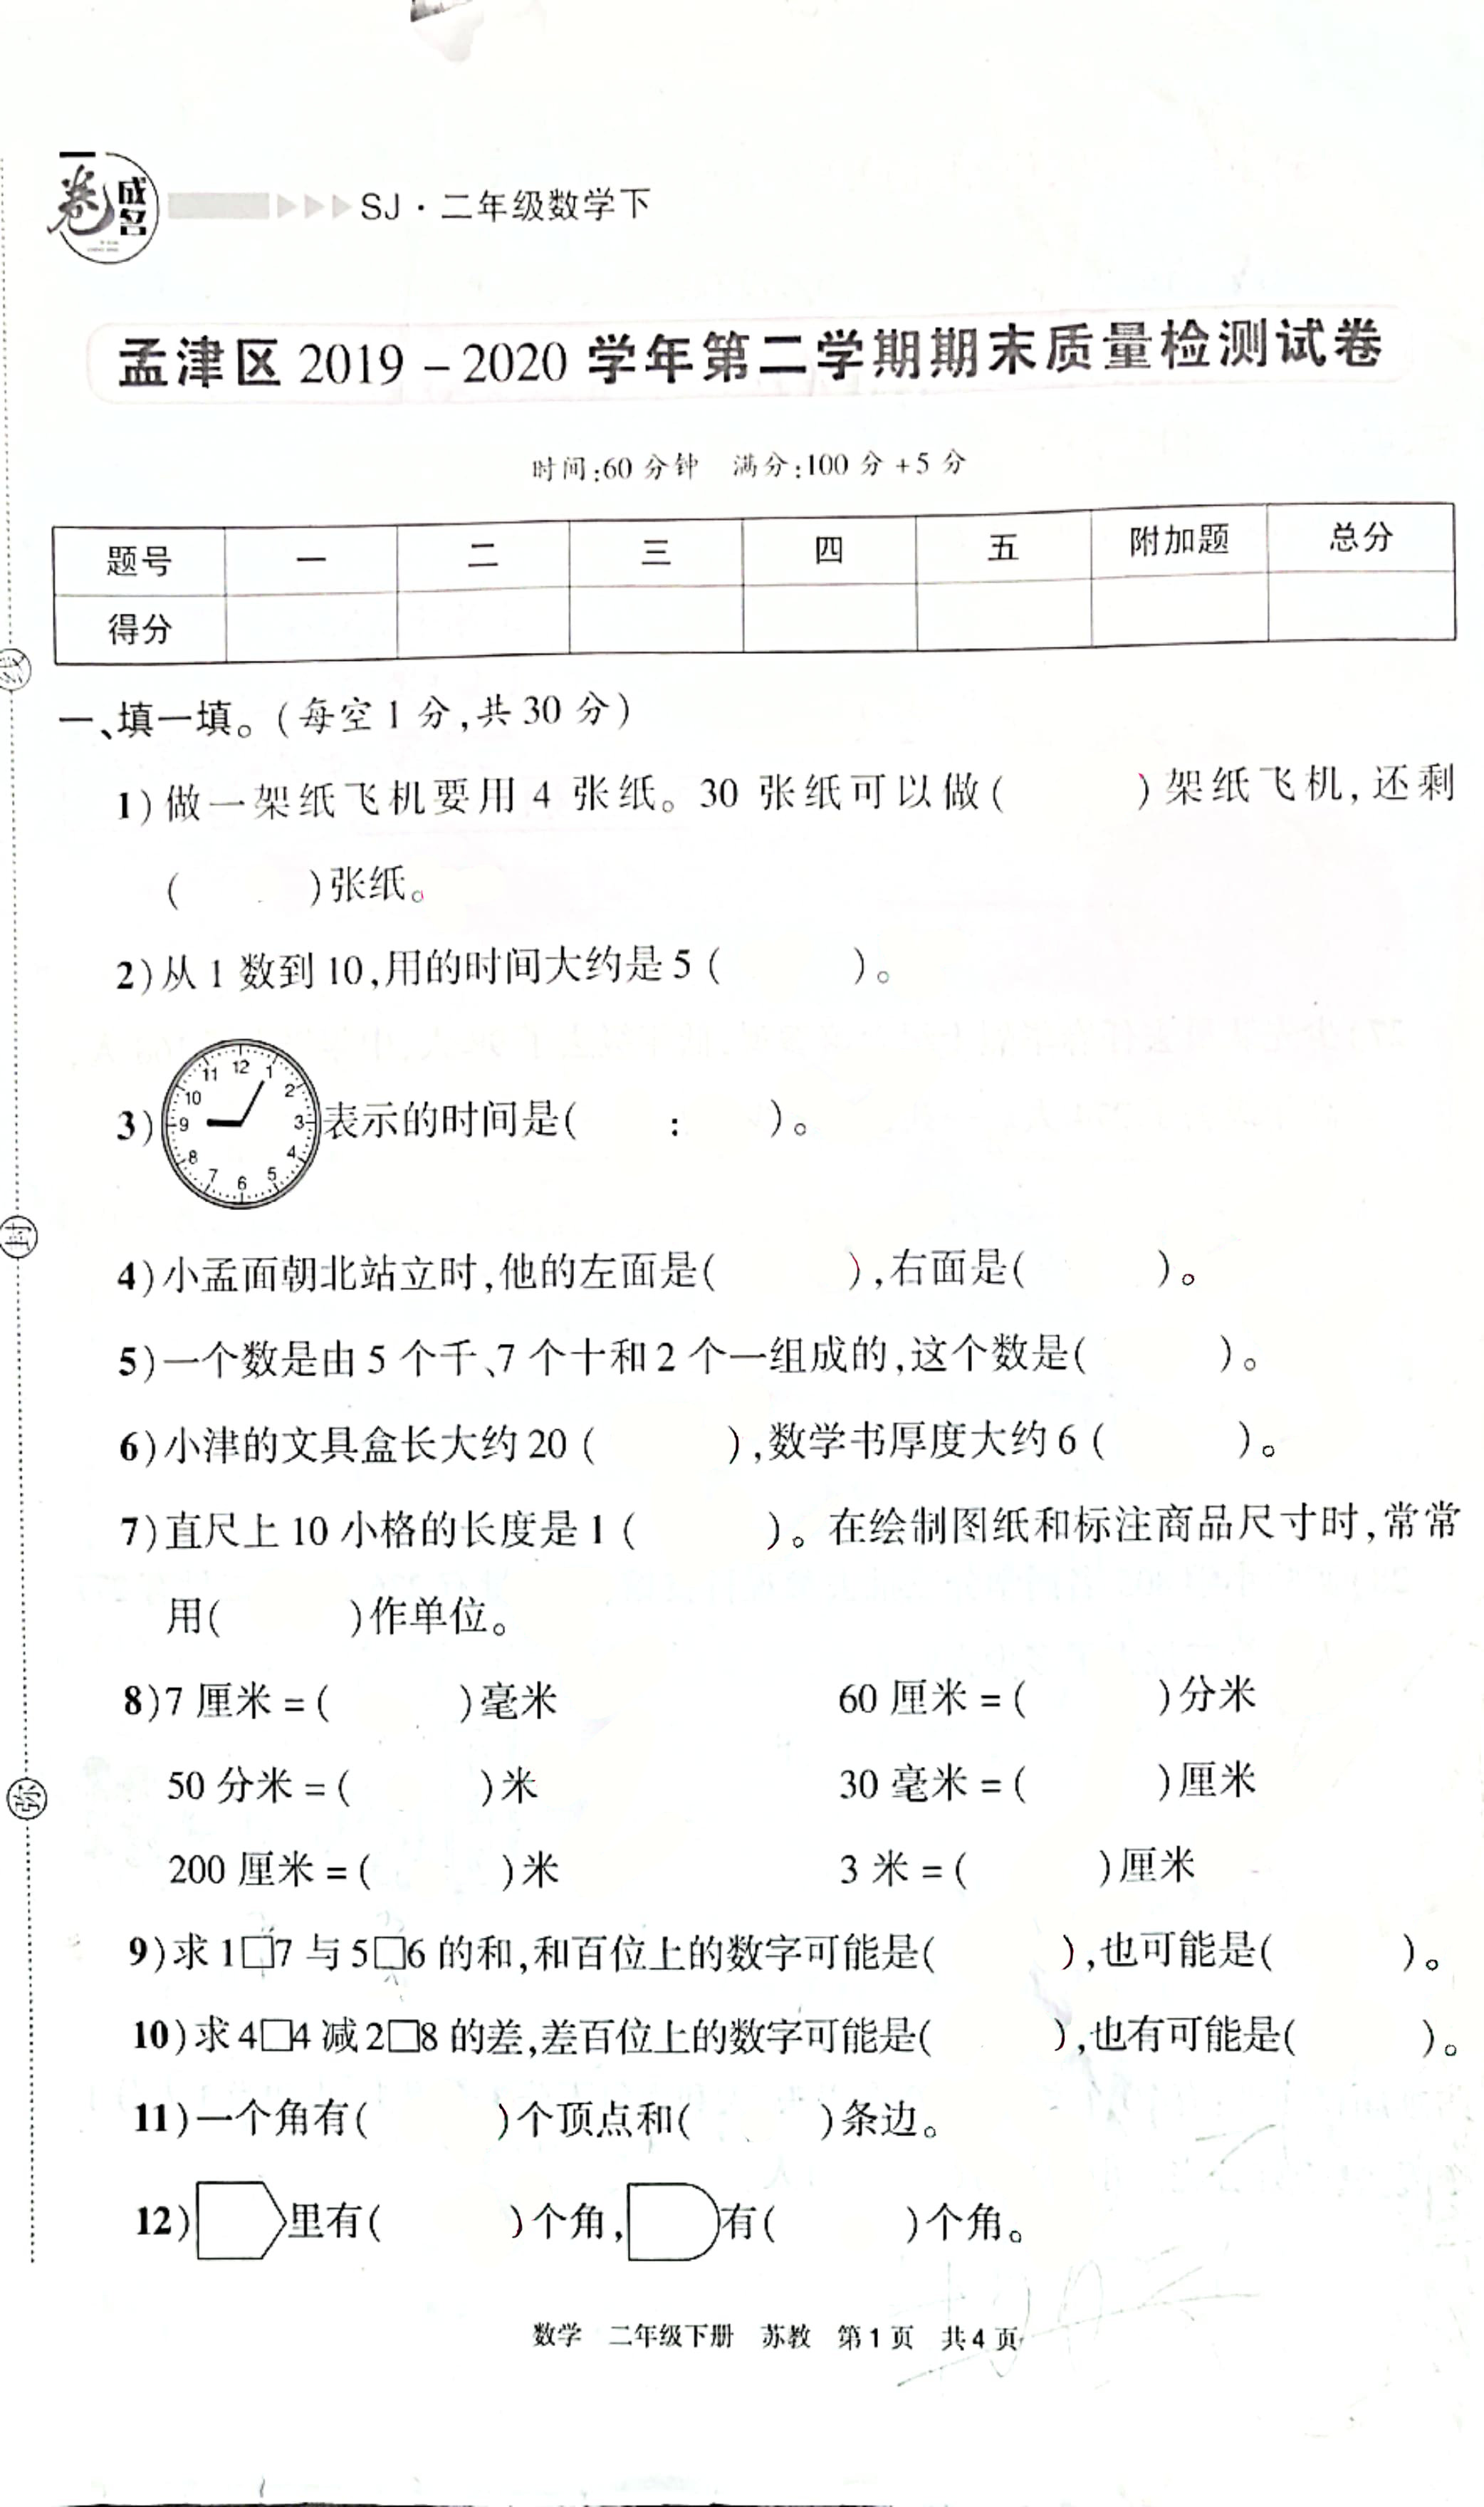 一卷成名
SJ·二年级数学下
孟津区 2019－2020 学年第二学期期末质量检测试卷
时间:60 分钟 满分:100 分 +5 分
题号 一 二 三 四 五 附加题 总分
得分
一、填一填。(每空 1 分,共 30 分)
1)做一架纸飞机要用 4 张纸。30 张纸可以做( )架纸飞机,还剩
( )张纸。
2)从 1 数到 10,用的时间大约是 5 ( )。
12 1 2 3 4 5 6 7 8 9 10 11
3) 表示的时间是( : )。
4)小孟面朝北站立时,他的左面是( ),右面是( )。
5)一个数是由 5 个千、7 个十和 2 个一组成的,这个数是( )。
6)小津的文具盒长大约 20 ( ),数学书厚度大约 6 ( )。
7)直尺上 10 小格的长度是 1 ( )。在绘制图纸和标注商品尺寸时,常常
用( )作单位。
8)7 厘米 = ( )毫米 60 厘米 = ( )分米
50 分米 = ( )米 30 毫米 = ( )厘米
200 厘米 = ( )米 3 米 = ( )厘米
9)求 1□7 与 5□6 的和,和百位上的数字可能是( ),也可能是( )。
10)求 4□4 减 2□8 的差,差百位上的数字可能是( ),也有可能是( )。
11)一个角有( )个顶点和( )条边。
12) 里有( )个角, 有( )个角。
数学 二年级下册 苏教 第 1 页 共 4 页
封
密